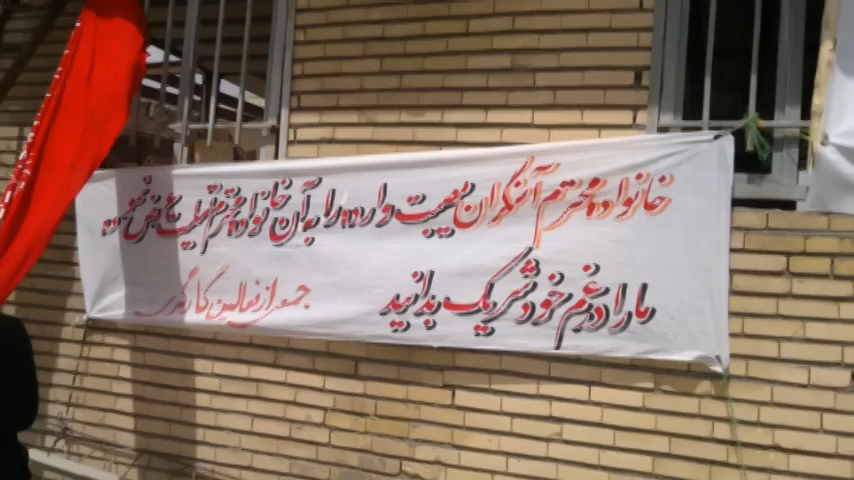 خانواده محترم آهنگران مصیبت وارده را به آن خانواده محترم تسلیت عرض نموده
ما را در غم خود شریک بدانید
جمعی از فعالین کارگری